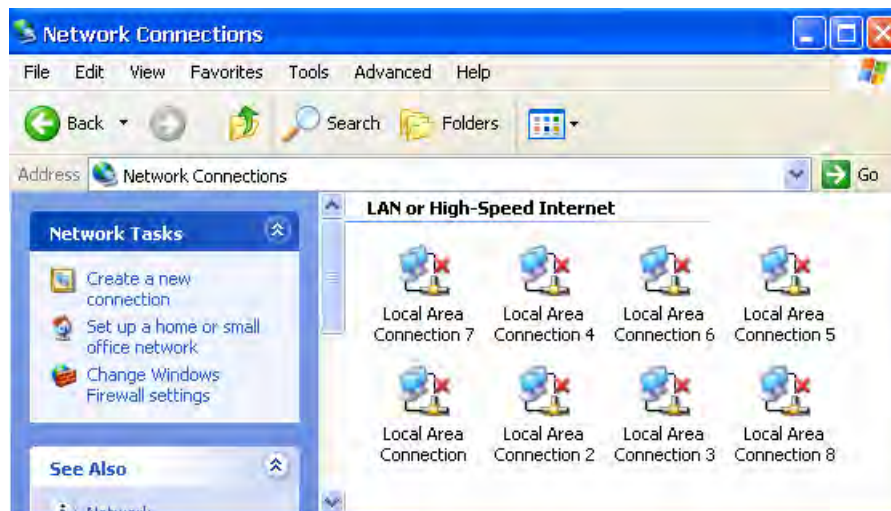 Network Connections
File Edit View Favorites Tools Advanced Help
Back Search Folders
Address Network Connections Go
LAN or High-Speed Internet
Network Tasks
Create a new
connection
Set up a home or small
office network
Change Windows
Firewall settings
See Also
Local Area
Connection 7
Local Area
Connection 4
Local Area
Connection 6
Local Area
Connection 5
Local Area
Connection
Local Area
Connection 2
Local Area
Connection 3
Local Area
Connection 8